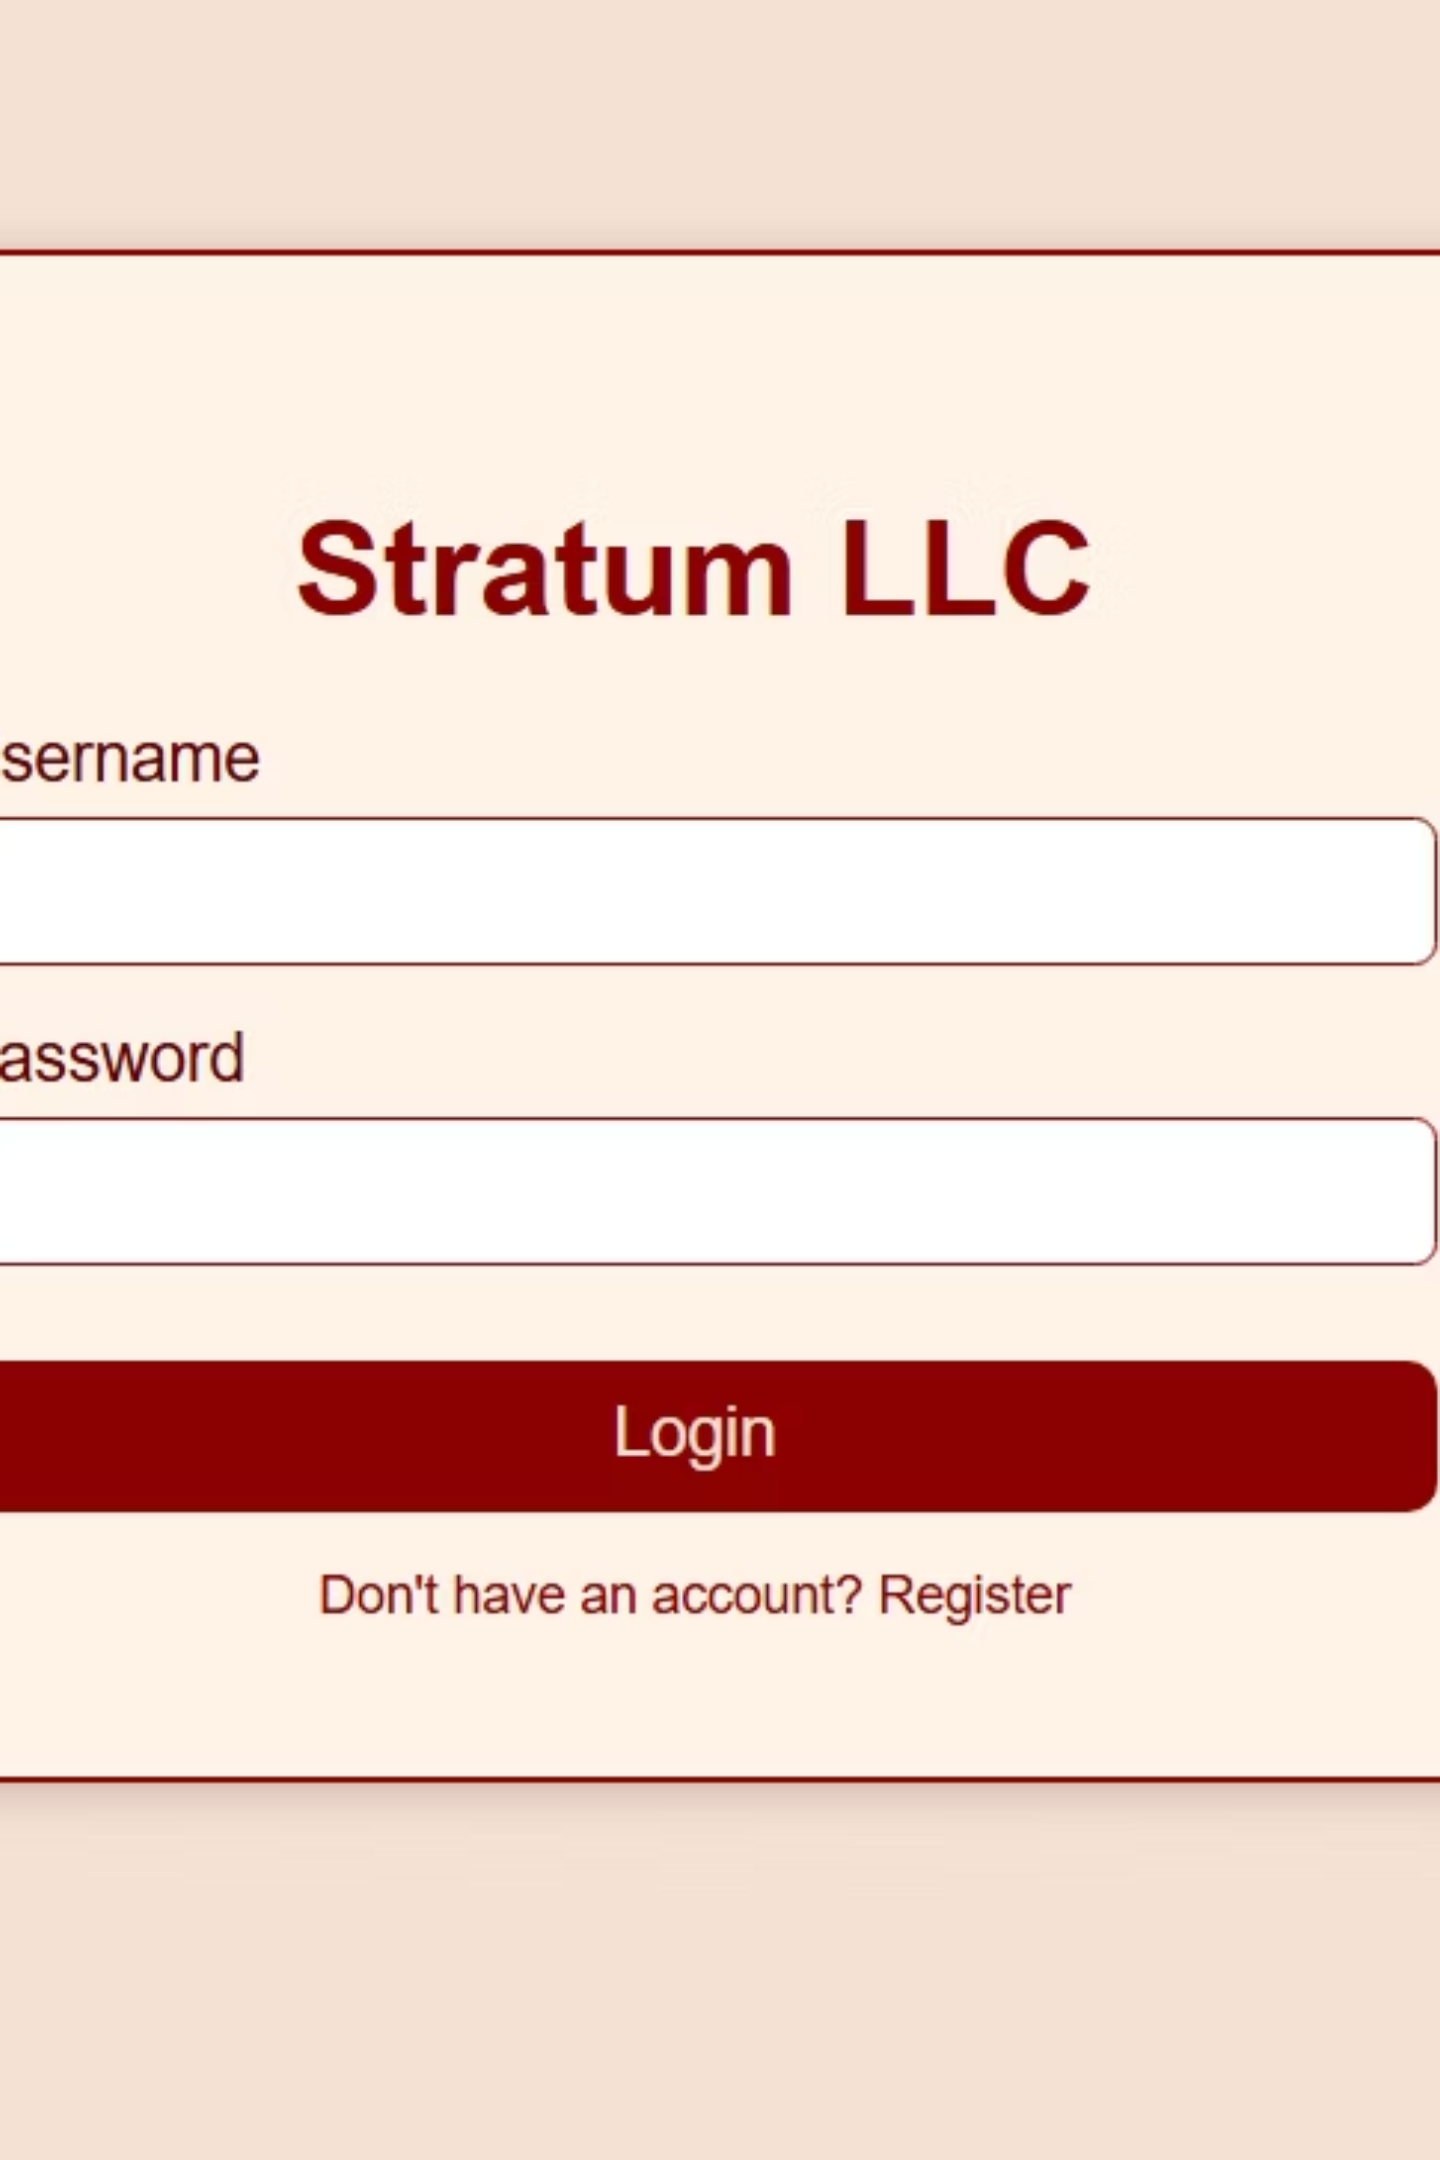 Stratum LLC
sername
assword
Login
Don't have an account? Register